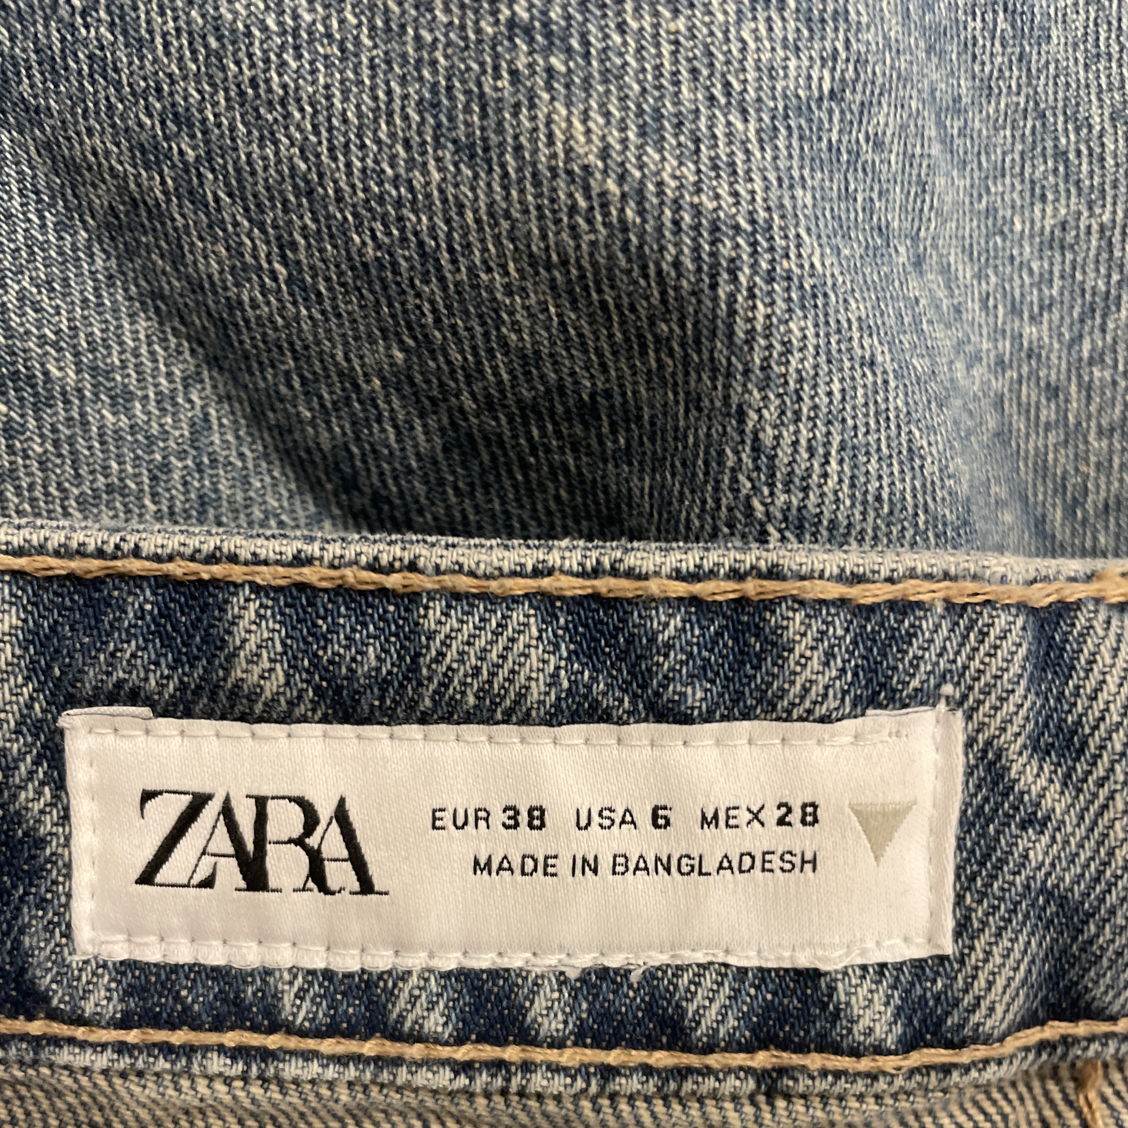 ZARA
EUR 38 USA 6 MEX 28
MADE IN BANGLADESH